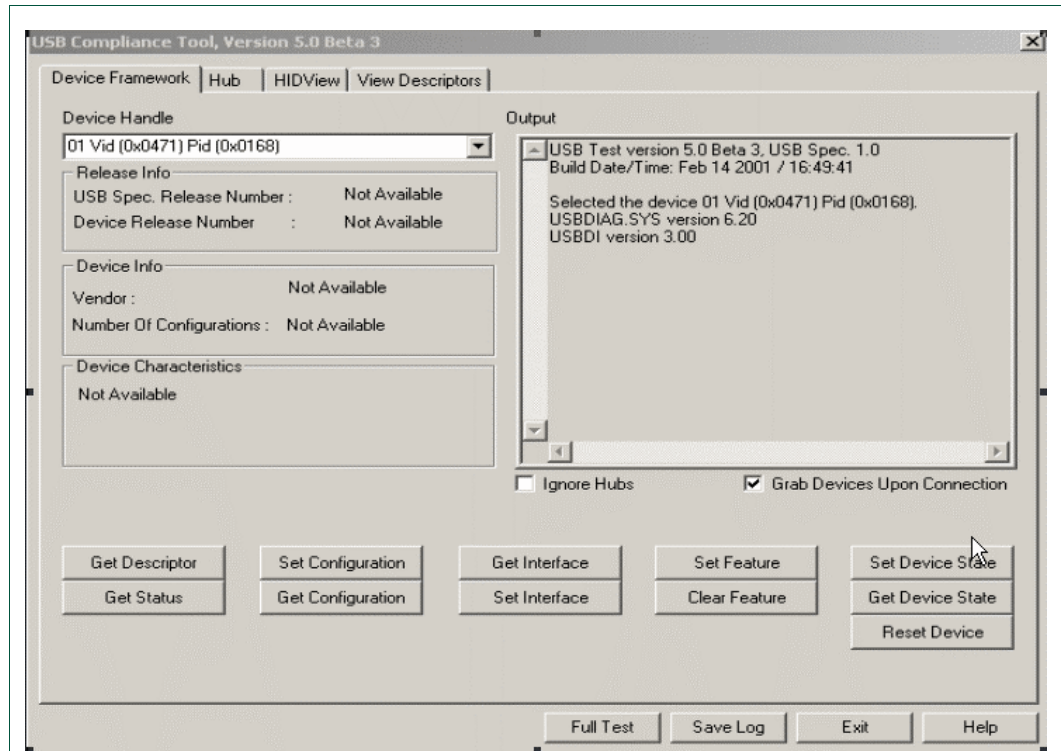 USB Compliance Tool, Version 5.0 Beta 3
Device Framework Hub HIDView View Descriptors
Device Handle
01 Vid (0x0471) Pid (0x0168)
Release Info
USB Spec. Release Number : Not Available
Device Release Number : Not Available
Device Info
Vendor : Not Available
Number Of Configurations : Not Available
Device Characteristics
Not Available
Output
USB Test version 5.0 Beta 3, USB Spec. 1.0
Build Date/Time: Feb 14 2001 / 16:49:41
Selected the device 01 Vid (0x0471) Pid (0x0168).
USBDIAG.SYS version 6.20
USBDI version 3.00
Ignore Hubs Grab Devices Upon Connection
Get Descriptor Set Configuration Get Interface Set Feature Set Device State
Get Status Get Configuration Set Interface Clear Feature Get Device State
Reset Device
Full Test Save Log Exit Help